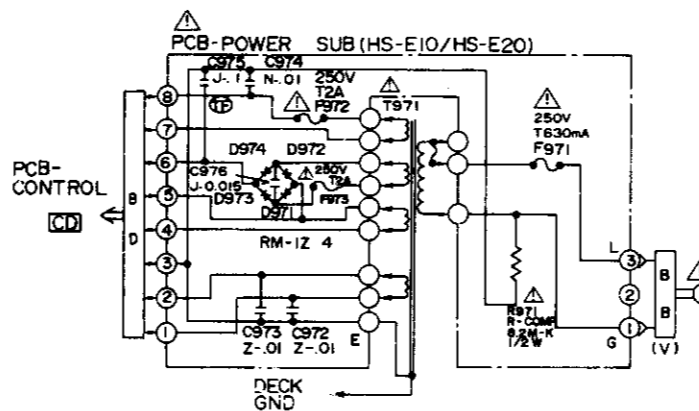 PCB-POWER SUB (HS-E10/HS-E20)
C975
J-.1
C974
N-.01
250V
T2A
F972
T971
250V
T630mA
F971
8
TF
7
6
5
4
3
2
1
D974
D972
C976
J-0.015
D973
D971
250V
T2A
F973
RM-1Z 4
PCB-
CONTROL
CD
B
D
L
3
2
1
G
B
B
(V)
R971
R-COMP
8.2M-K
1/2W
C973
Z-.01
C972
Z-.01
E
DECK
GND